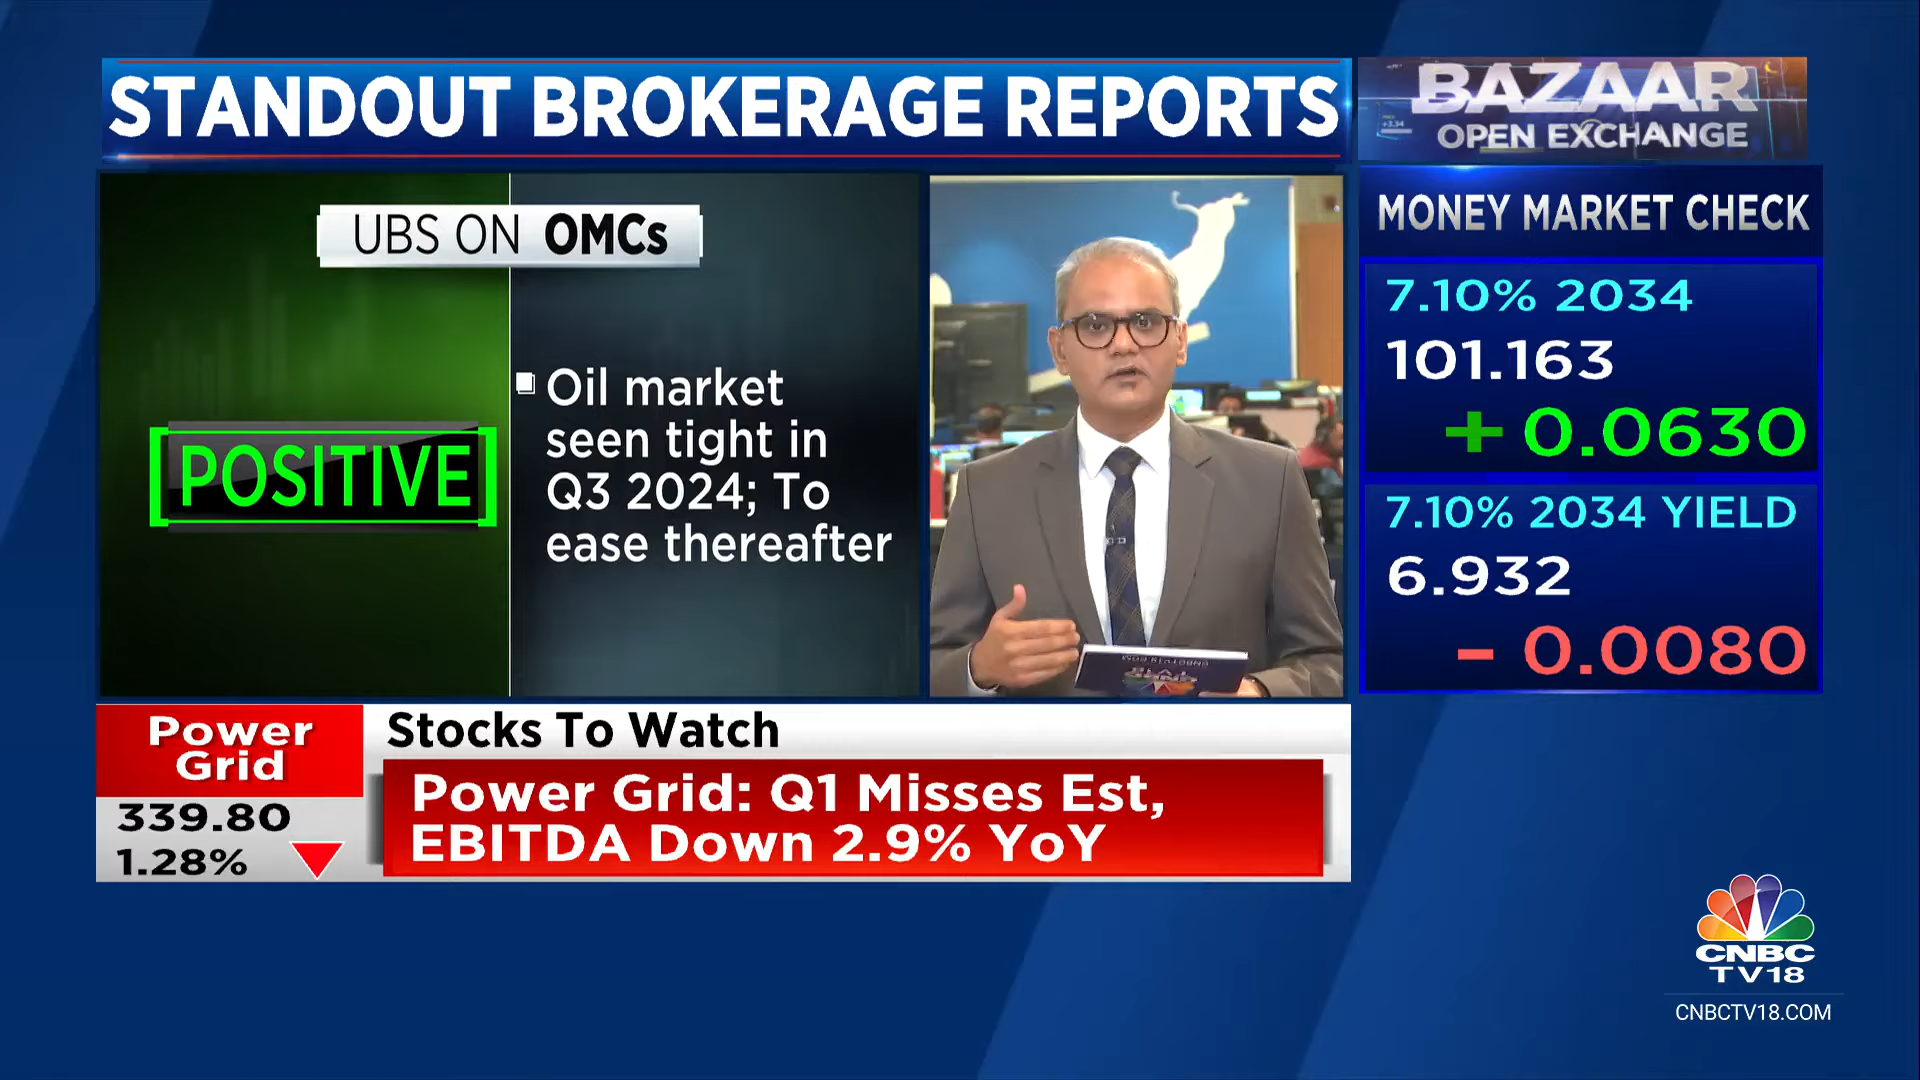 STANDOUT BROKERAGE REPORTS
BAZAAR
OPEN EXCHANGE
UBS ON OMCs
POSITIVE
Oil market
seen tight in
Q3 2024; To
ease thereafter
MONEY MARKET CHECK
7.10% 2034
101.163
+ 0.0630
7.10% 2034 YIELD
6.932
- 0.0080
Power
Grid
339.80
1.28%
Stocks To Watch
Power Grid: Q1 Misses Est,
EBITDA Down 2.9% YoY
CNBC
TV18
CNBCTV18.COM